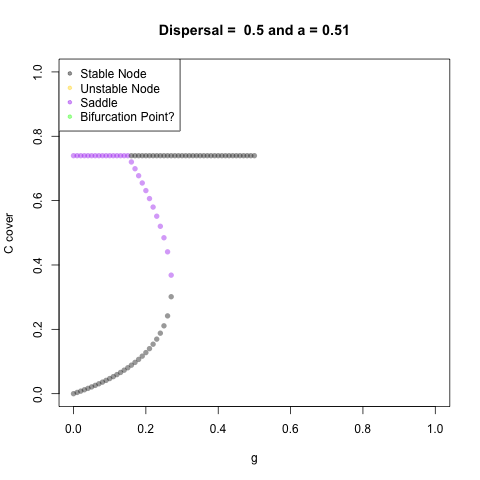 Dispersal =  0.5 and a = 0.51
Stable Node
Unstable Node
Saddle
Bifurcation Point?
C cover
1.0
0.8
0.6
0.4
0.2
0.0
0.0 0.2 0.4 0.6 0.8 1.0
g